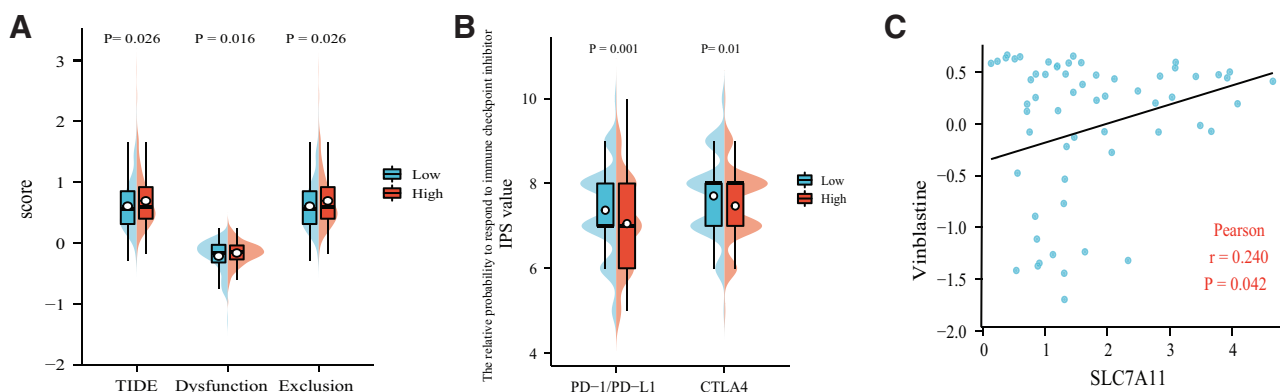 A
P= 0.026
P = 0.016
P = 0.026
3
2
1
0
−1
−2
score
TIDE
Dysfunction
Exclusion
Low
High
B
The relative probability to respond to immune checkpoint inhibitor
IPS value
P = 0.001
P= 0.01
10
8
6
4
PD−1/PD−L1
CTLA4
Low
High
C
0.5
0.0
−0.5
−1.0
−1.5
−2.0
Vinblastine
Pearson
r = 0.240
P = 0.042
0
1
2
3
4
SLC7A11